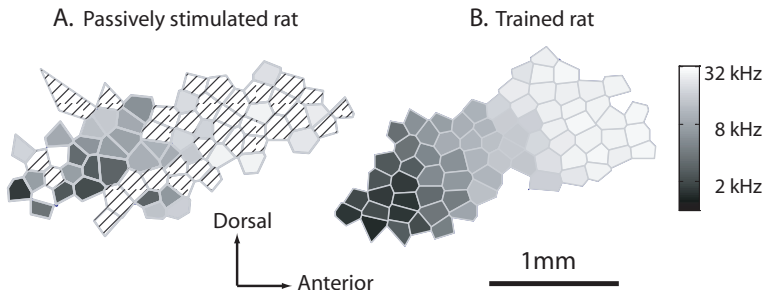 A. Passively stimulated rat
B. Trained rat
32 kHz
8 kHz
2 kHz
Dorsal
Anterior
1mm